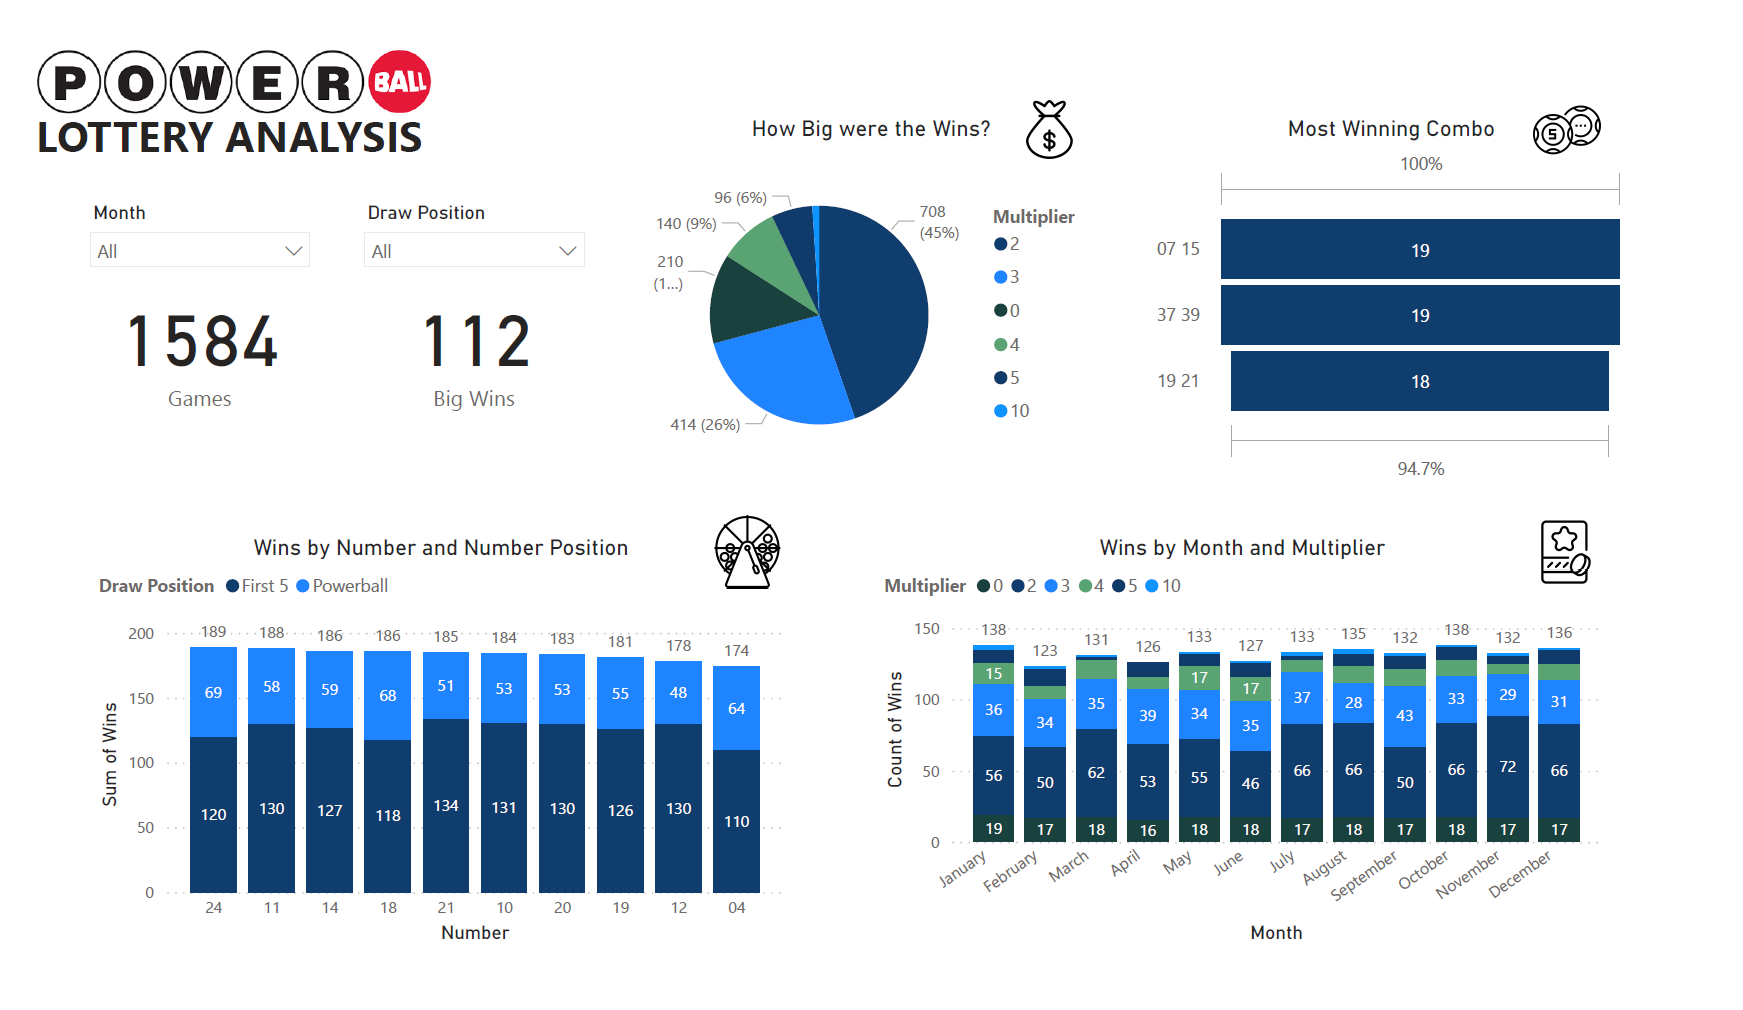 POWER BALL
LOTTERY ANALYSIS
Month
All
Draw Position
All
1584
Games
112
Big Wins
How Big were the Wins?
$
96 (6%)
140 (9%)
210
(1...)
414 (26%)
708
(45%)
Multiplier
2
3
0
4
5
10
Most Winning Combo
5
100%
07 15
19
37 39
19
19 21
18
94.7%
Wins by Number and Number Position
Draw Position First 5 Powerball
Sum of Wins
200
150
100
50
0
189 188 186 186 185 184 183 181 178 174
69 58 59 68 51 53 53 55 48 64
120 130 127 118 134 131 130 126 130 110
24 11 14 18 21 10 20 19 12 04
Number
Wins by Month and Multiplier
Multiplier 0 2 3 4 5 10
Count of Wins
150
100
50
0
138 123 131 126 133 127 133 135 132 138 132 136
15 17 17
36 34 35 39 34 35 37 28 43 33 29 31
56 50 62 53 55 46 66 66 50 66 72 66
19 17 18 16 18 18 17 18 17 18 17 17
January February March April May June July August September October November December
Month